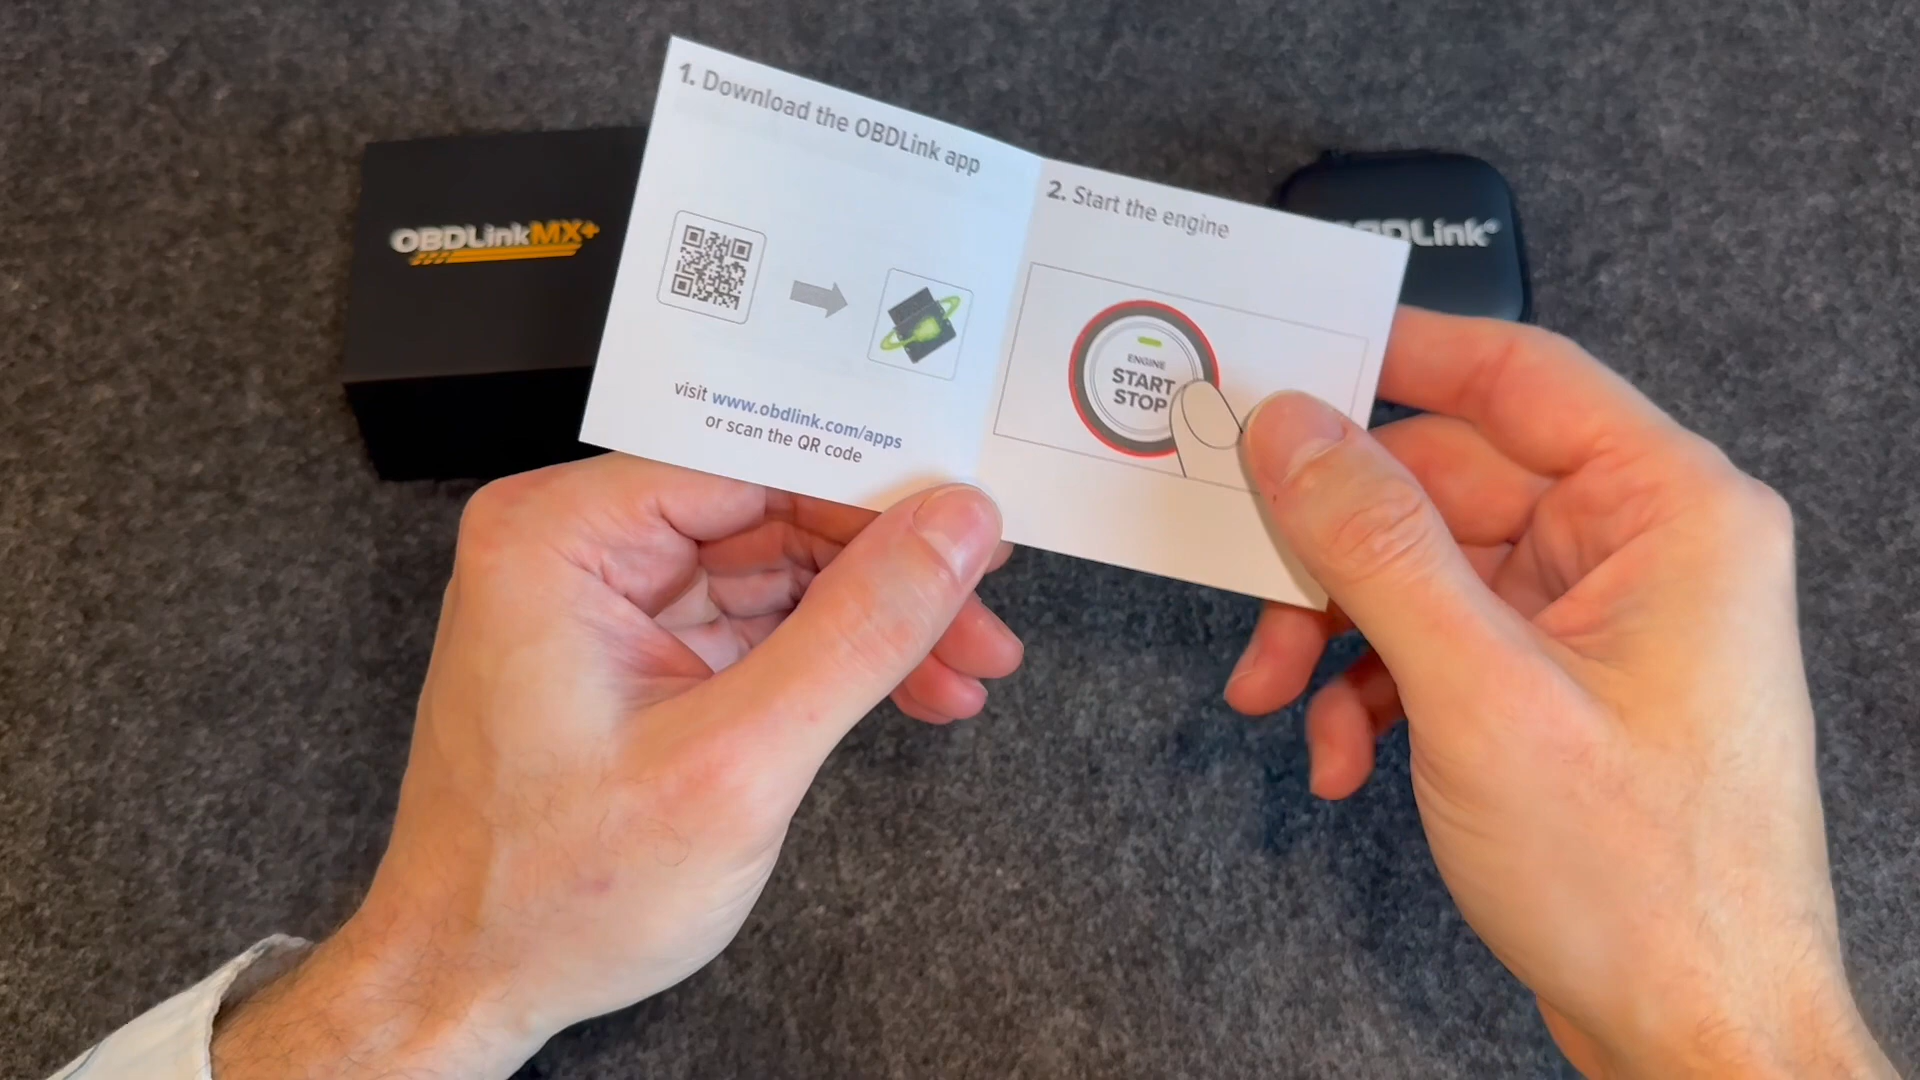 1. Download the OBDLink app
visit www.obdlink.com/apps
or scan the QR code
2. Start the engine
ENGINE
START
STOP
OBDLinkMX+
Link